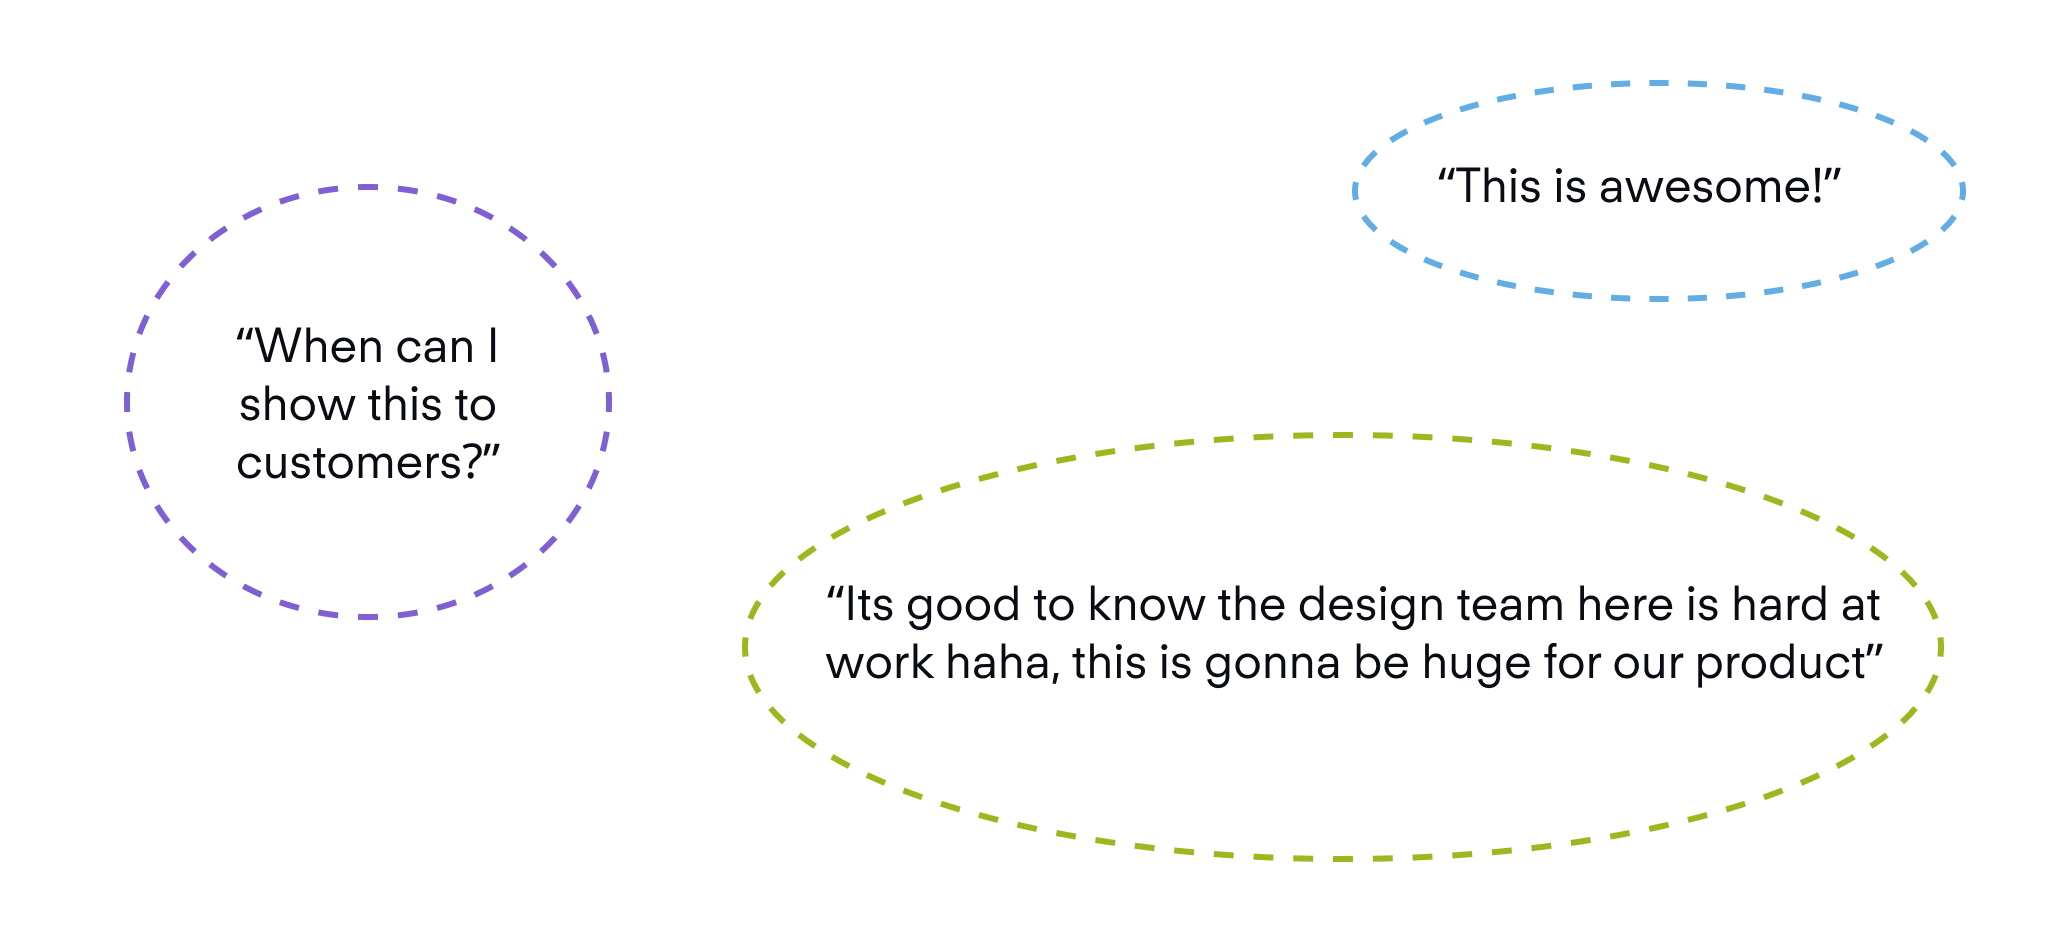 “This is awesome!”
“When can I
show this to
customers?”
“Its good to know the design team here is hard at
work haha, this is gonna be huge for our product”